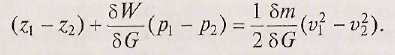 (z₁ − z₂) + δW/δG (p₁ − p₂) = 1/2 δm/δG (v₁² − v₂²).